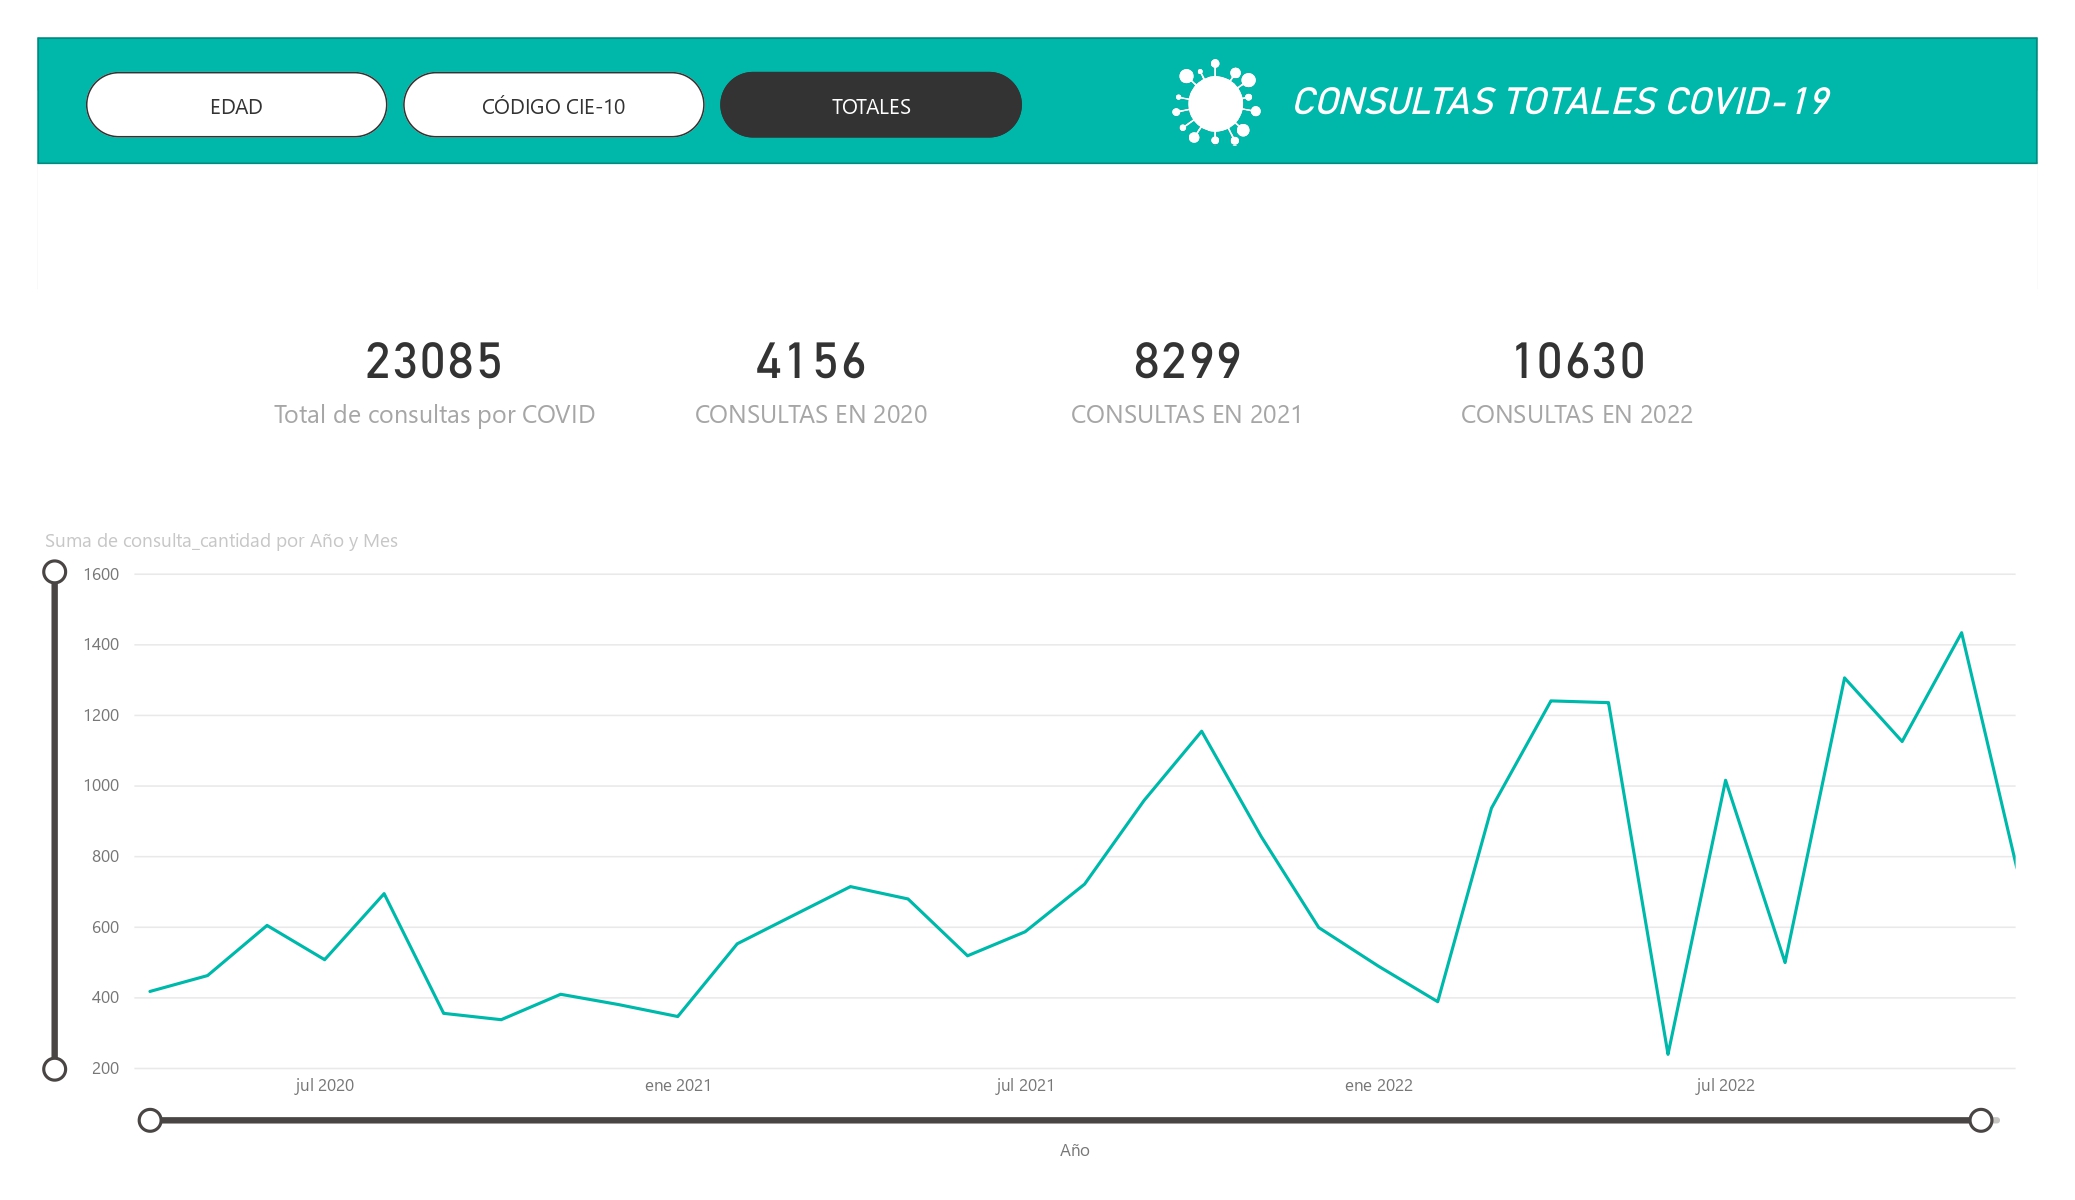 EDAD
CÓDIGO CIE-10
TOTALES
CONSULTAS TOTALES COVID-19
23085
Total de consultas por COVID
4156
CONSULTAS EN 2020
8299
CONSULTAS EN 2021
10630
CONSULTAS EN 2022
Suma de consulta_cantidad por Año y Mes
1600
1400
1200
1000
800
600
400
200
jul 2020
ene 2021
jul 2021
ene 2022
jul 2022
Año